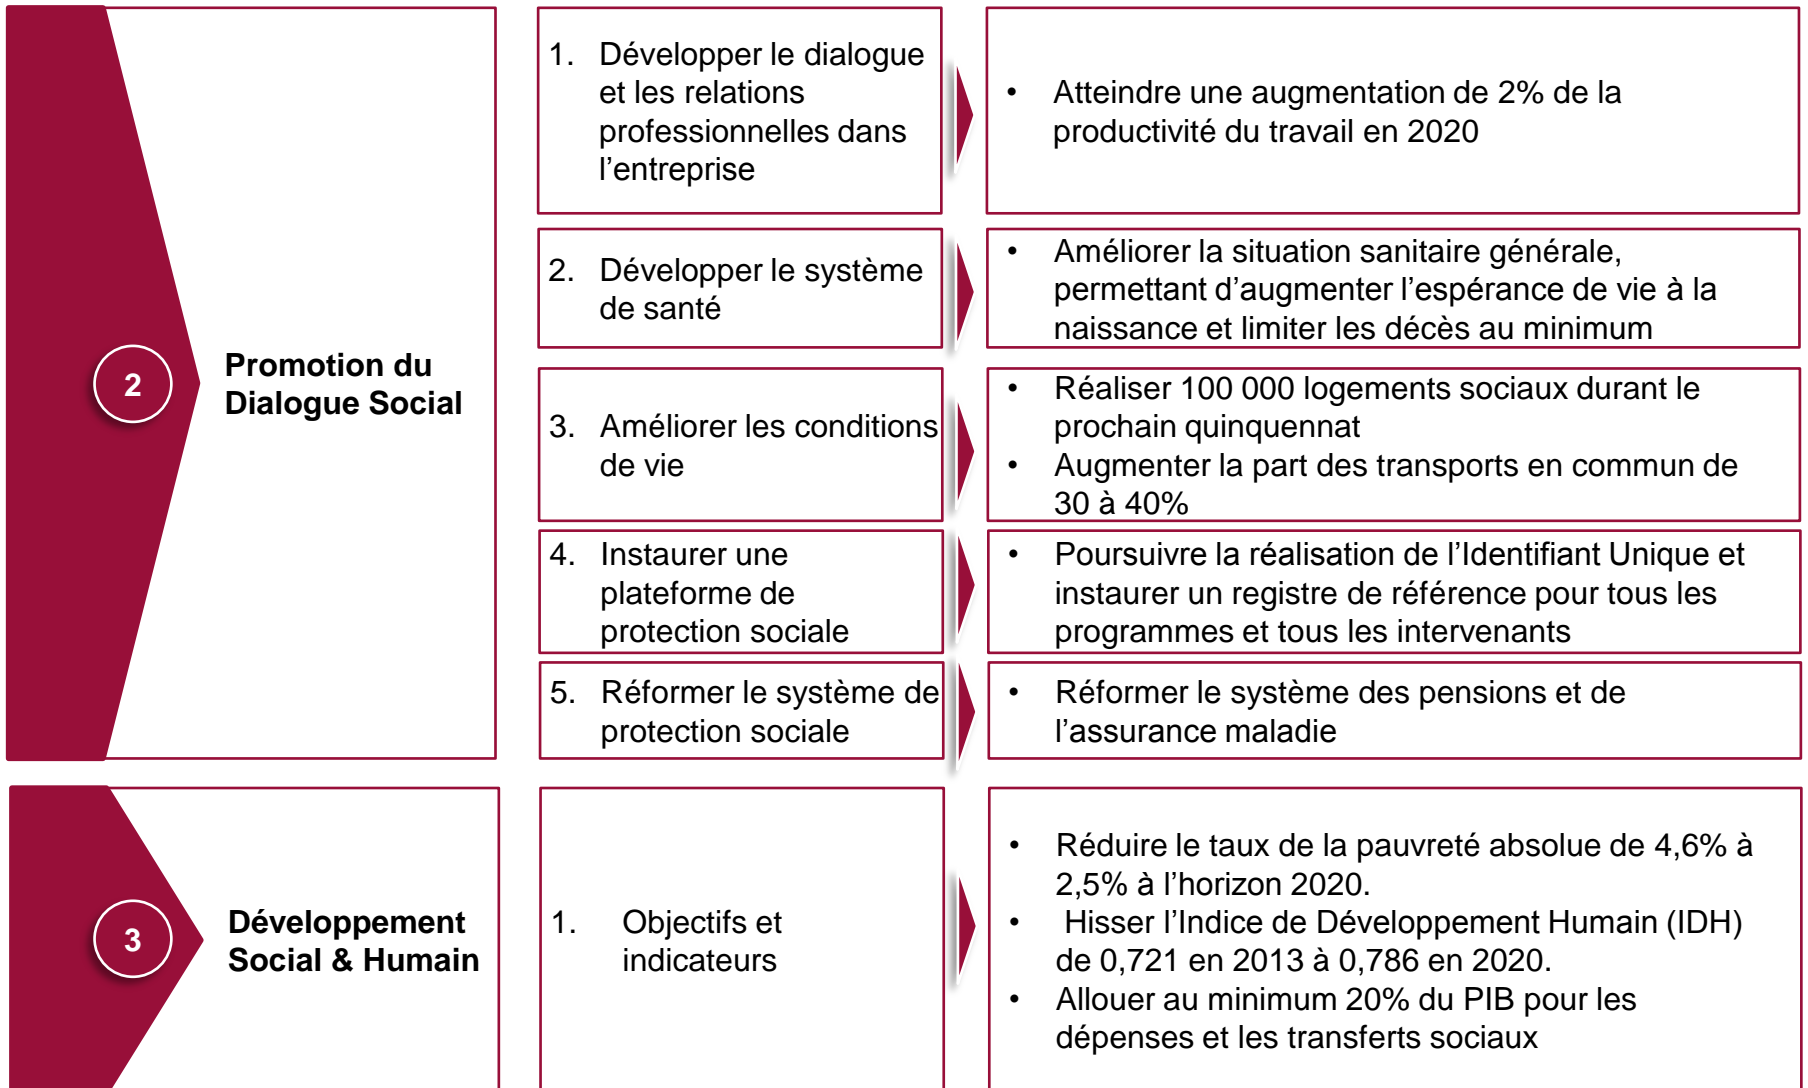 2
Promotion du
Dialogue Social
1. Développer le dialogue
et les relations
professionnelles dans
l’entreprise
• Atteindre une augmentation de 2% de la
productivité du travail en 2020
2. Développer le système
de santé
• Améliorer la situation sanitaire générale,
permettant d’augmenter l’espérance de vie à la
naissance et limiter les décès au minimum
3. Améliorer les conditions
de vie
• Réaliser 100 000 logements sociaux durant le
prochain quinquennat
• Augmenter la part des transports en commun de
30 à 40%
4. Instaurer une
plateforme de
protection sociale
• Poursuivre la réalisation de l’Identifiant Unique et
instaurer un registre de référence pour tous les
programmes et tous les intervenants
5. Réformer le système de
protection sociale
• Réformer le système des pensions et de
l’assurance maladie
3
Développement
Social & Humain
1. Objectifs et
indicateurs
• Réduire le taux de la pauvreté absolue de 4,6% à
2,5% à l’horizon 2020.
• Hisser l’Indice de Développement Humain (IDH)
de 0,721 en 2013 à 0,786 en 2020.
• Allouer au minimum 20% du PIB pour les
dépenses et les transferts sociaux